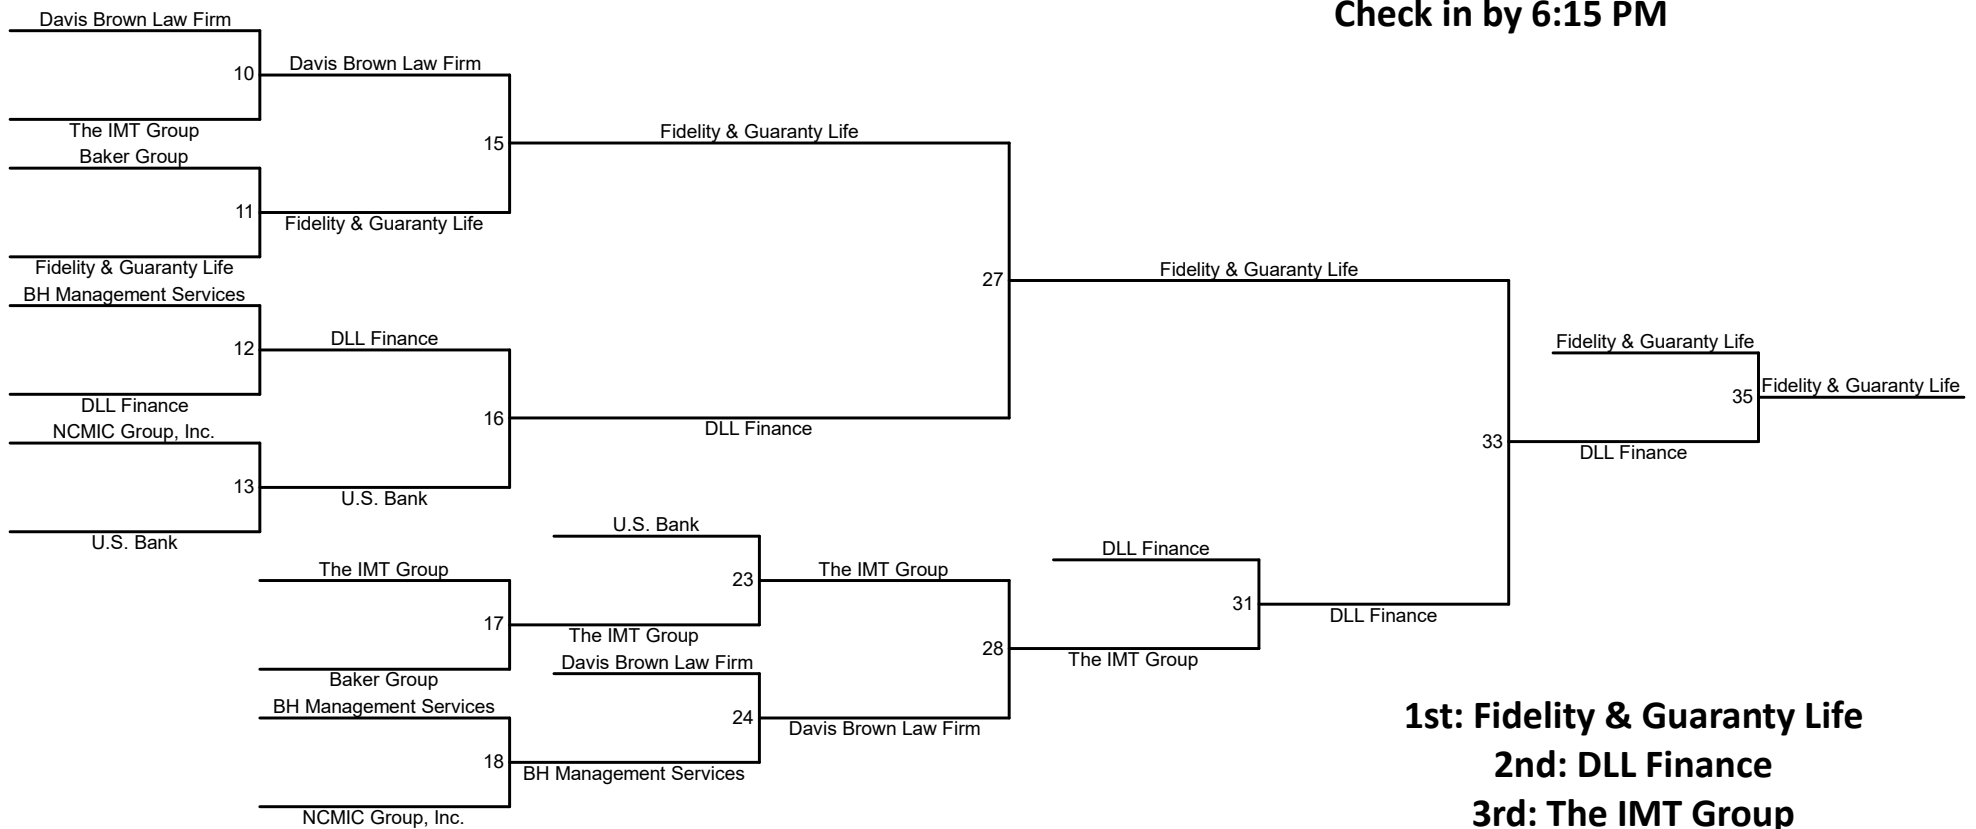 Check in by 6:15 PM
Davis Brown Law Firm
10
Davis Brown Law Firm
The IMT Group
Baker Group
15
Fidelity & Guaranty Life
11
Fidelity & Guaranty Life
Fidelity & Guaranty Life
BH Management Services
27
Fidelity & Guaranty Life
12
DLL Finance
DLL Finance
NCMIC Group, Inc.
16
DLL Finance
13
U.S. Bank
U.S. Bank
33
Fidelity & Guaranty Life
35
Fidelity & Guaranty Life
DLL Finance
U.S. Bank
The IMT Group
23
The IMT Group
DLL Finance
17
The IMT Group
31
DLL Finance
Baker Group
Davis Brown Law Firm
28
The IMT Group
BH Management Services
24
Davis Brown Law Firm
18
BH Management Services
NCMIC Group, Inc.
1st: Fidelity & Guaranty Life
2nd: DLL Finance
3rd: The IMT Group